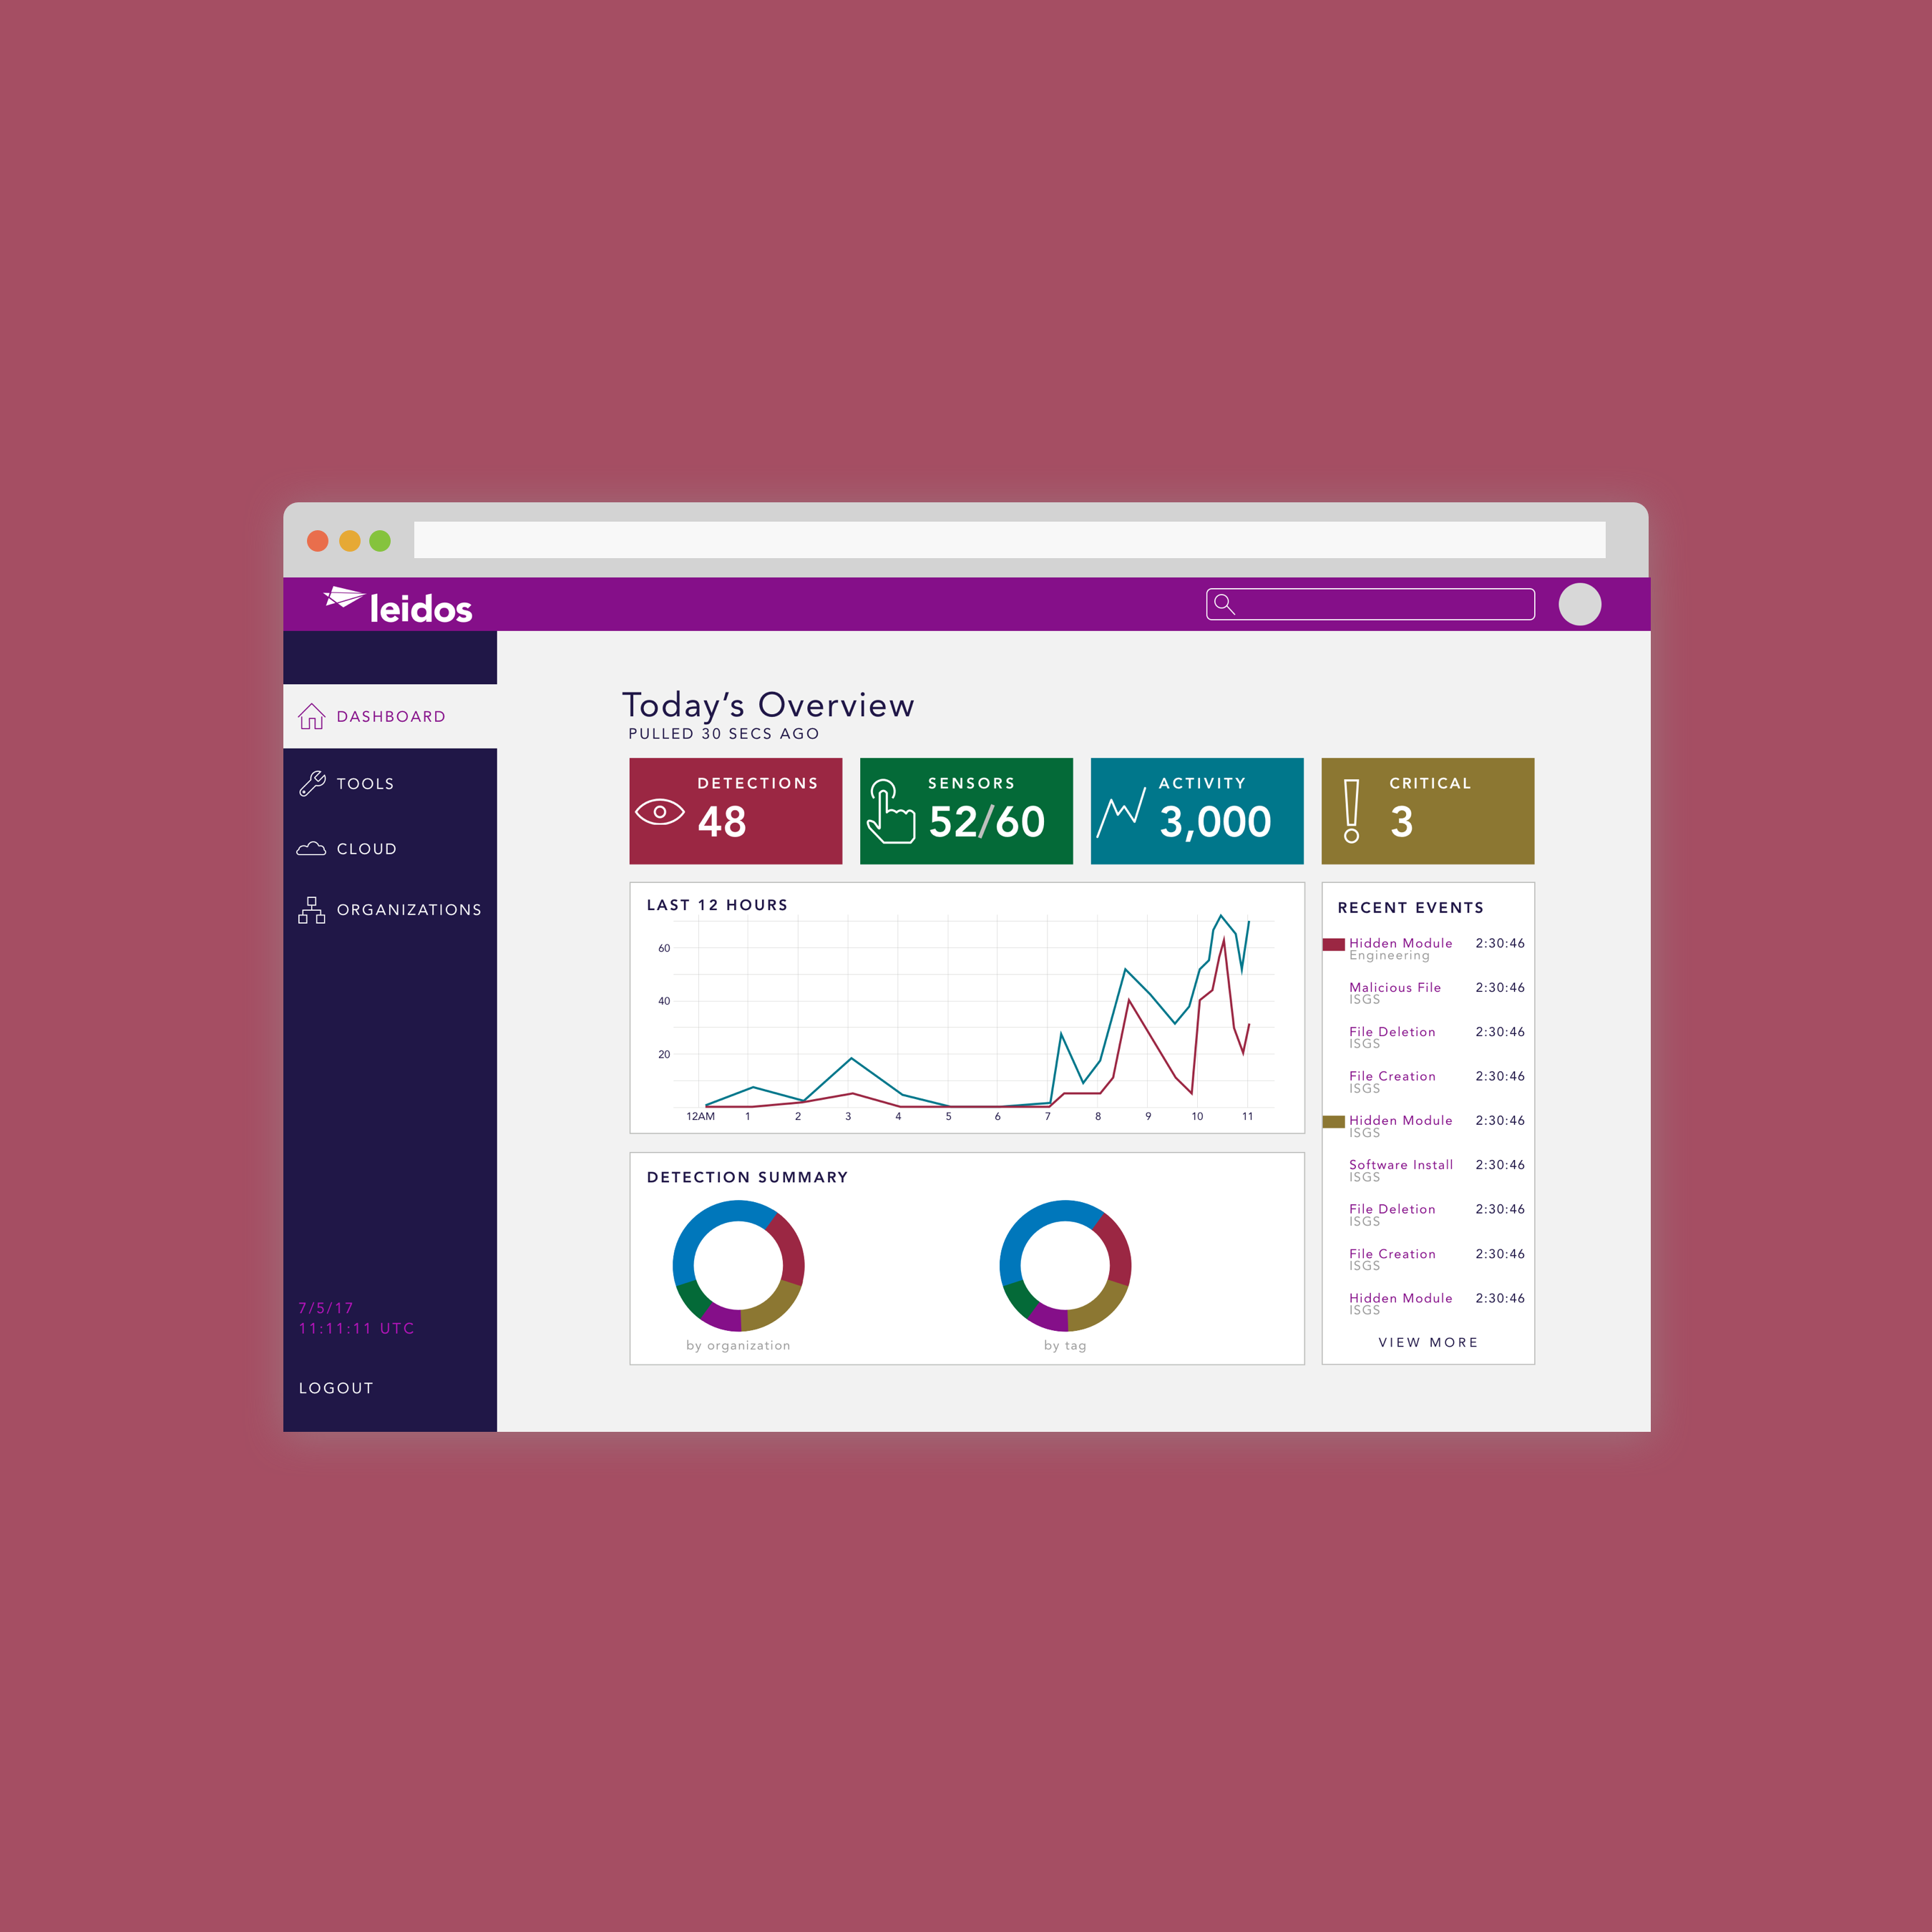 leidos
DASHBOARD
TOOLS
CLOUD
ORGANIZATIONS
7/5/17
11:11:11 UTC
LOGOUT
Today's Overview
PULLED 30 SECS AGO
DETECTIONS
48
SENSORS
52/60
ACTIVITY
3,000
CRITICAL
3
LAST 12 HOURS
60
40
20
12AM 1 2 3 4 5 6 7 8 9 10 11
DETECTION SUMMARY
by organization
by tag
RECENT EVENTS
Hidden Module 2:30:46
Engineering
Malicious File 2:30:46
ISGS
File Deletion 2:30:46
ISGS
File Creation 2:30:46
ISGS
Hidden Module 2:30:46
ISGS
Software Install 2:30:46
ISGS
File Deletion 2:30:46
ISGS
File Creation 2:30:46
ISGS
Hidden Module 2:30:46
ISGS
VIEW MORE